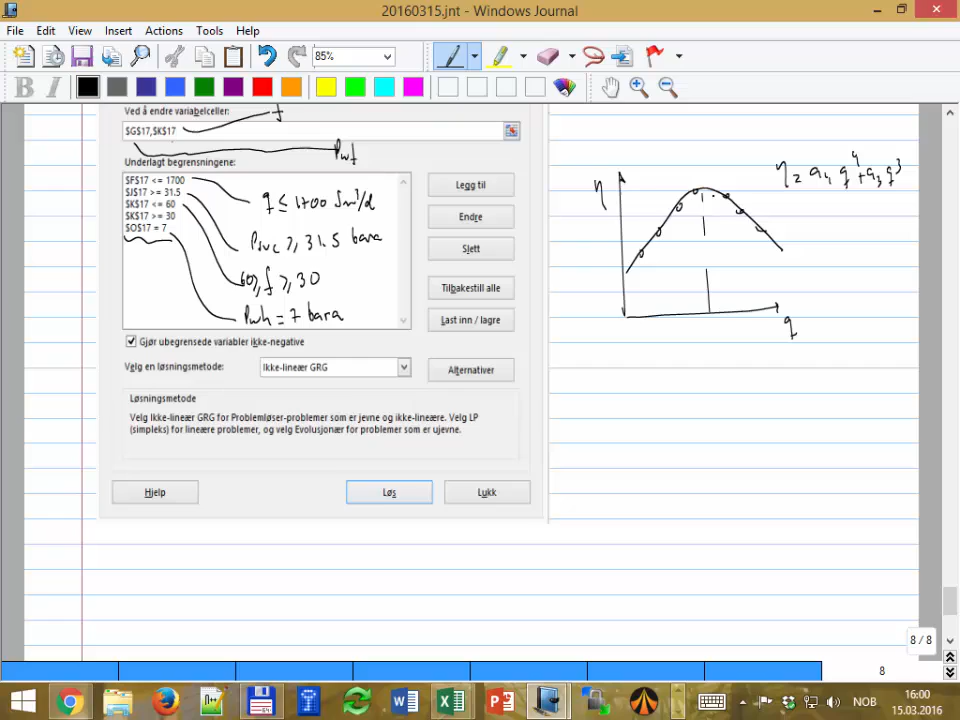 20160315.jnt - Windows Journal
File Edit View Insert Actions Tools Help
85%
B I
Ved å endre variabelceller:
f
$G$17,$K$17
Pwf
Underlagt begrensningene:
$F$17 <= 1700
$J$17 >= 31.5
$K$17 <= 60
$K$17 >= 30
$O$17 = 7
q ≤ 1700 Sm³/d
Psuc ≥ 31.5 bara
60 ≥ f ≥ 30
Pwh = 7 bara
Legg til
Endre
Slett
Tilbakestill alle
Last inn / lagre
Gjør ubegrensede variabler ikke-negative
Velg en løsningsmetode:
Ikke-lineær GRG
Alternativer
Løsningsmetode
Velg Ikke-lineær GRG for Problemløser-problemer som er jevne og ikke-lineære. Velg LP
(simpleks) for lineære problemer, og velg Evolusjonær for problemer som er ujevne.
Hjelp
Løs
Lukk
η
η = a₄ q⁴ + a₃ q³
q
8 / 8
8
NOB
16:00
15.03.2016